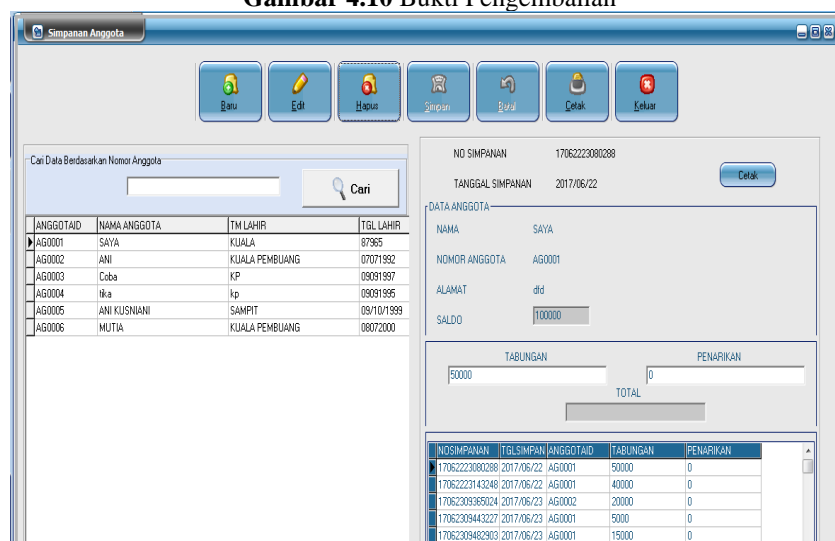 Gambar 4.10 Bukti Pengembalian
Simpanan Anggota
Baru Edit Hapus Simpan Batal Cetak Keluar
Cari Data Berdasarkan Nomor Anggota
Cari
ANGGOTAID NAMA ANGGOTA TM LAHIR TGL LAHIR
AG0001 SAYA KUALA 87965
AG0002 ANI KUALA PEMBUANG 07071992
AG0003 Coba KP 09091997
AG0004 tika kp 09091995
AG0005 ANI KUSNIANI SAMPIT 09/10/1999
AG0006 MUTIA KUALA PEMBUANG 08072000
NO SIMPANAN 17062223080288
TANGGAL SIMPANAN 2017/06/22
Cetak
DATA ANGGOTA
NAMA SAYA
NOMOR ANGGOTA AG0001
ALAMAT dfd
SALDO 100000
TABUNGAN PENARIKAN
50000 0
TOTAL
NOSIMPANAN TGLSIMPAN ANGGOTAID TABUNGAN PENARIKAN
17062223080288 2017/06/22 AG0001 50000 0
17062223143248 2017/06/22 AG0001 40000 0
17062309365024 2017/06/23 AG0002 20000 0
17062309443227 2017/06/23 AG0001 5000 0
17062309482903 2017/06/23 AG0001 15000 0